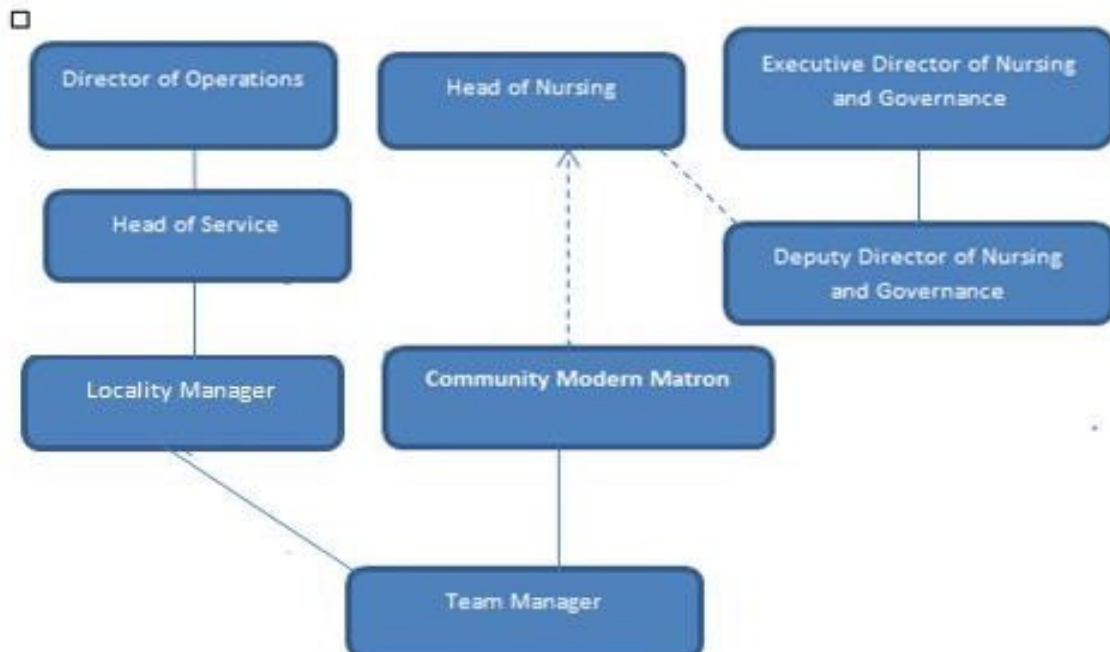 Director of Operations
Head of Nursing
Executive Director of Nursing
and Governance
Head of Service
Deputy Director of Nursing
and Governance
Locality Manager
Community Modern Matron
Team Manager